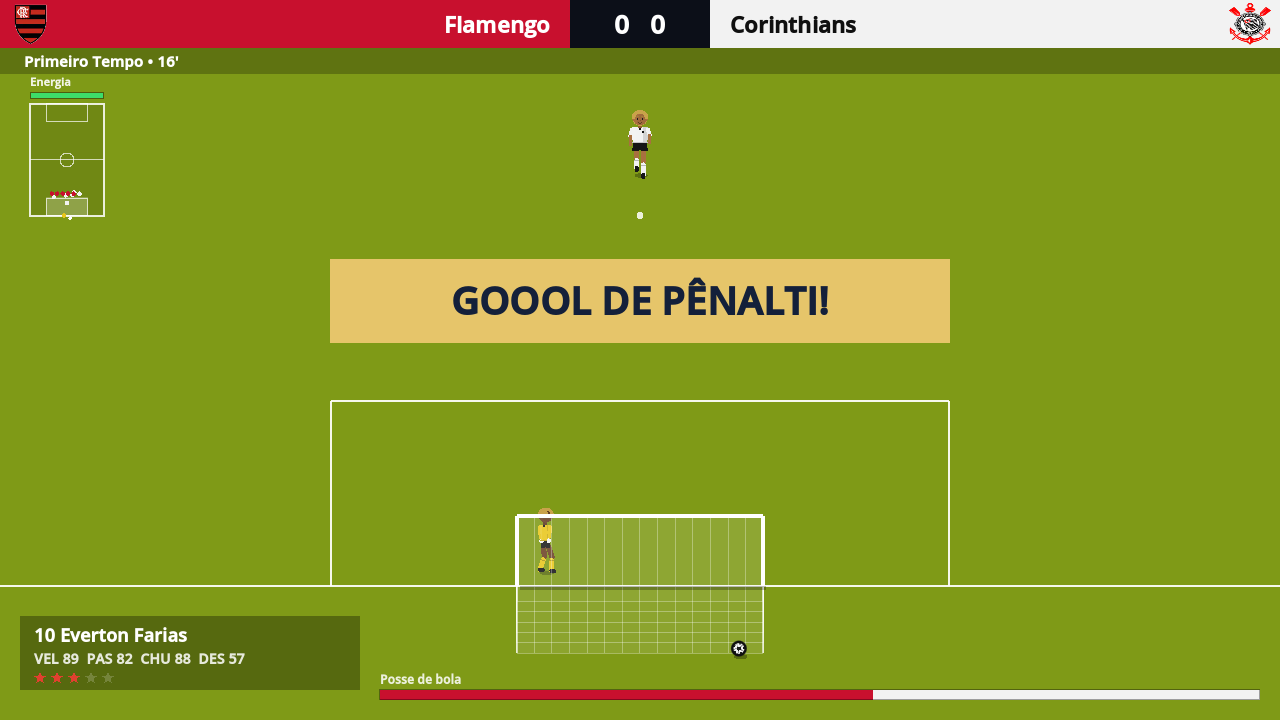 Flamengo 0 0 Corinthians
Primeiro Tempo • 16'
Energia
GOOOL DE PÊNALTI!
10 Everton Farias
VEL 89 PAS 82 CHU 88 DES 57
Posse de bola